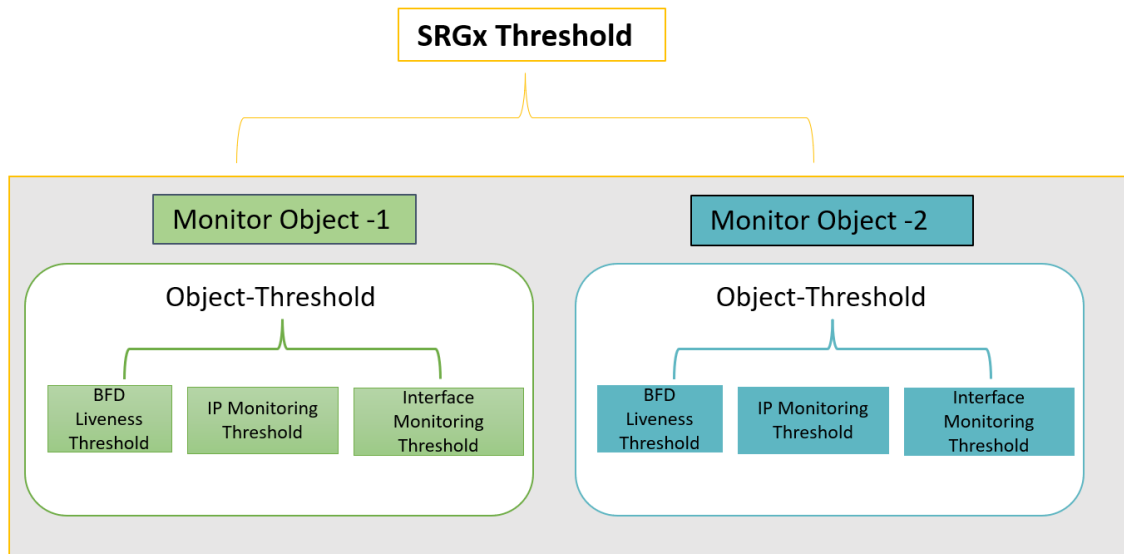 SRGx Threshold
Monitor Object -1
Monitor Object -2
Object-Threshold
Object-Threshold
BFD
Liveness
Threshold
IP Monitoring
Threshold
Interface
Monitoring
Threshold
BFD
Liveness
Threshold
IP Monitoring
Threshold
Interface
Monitoring
Threshold